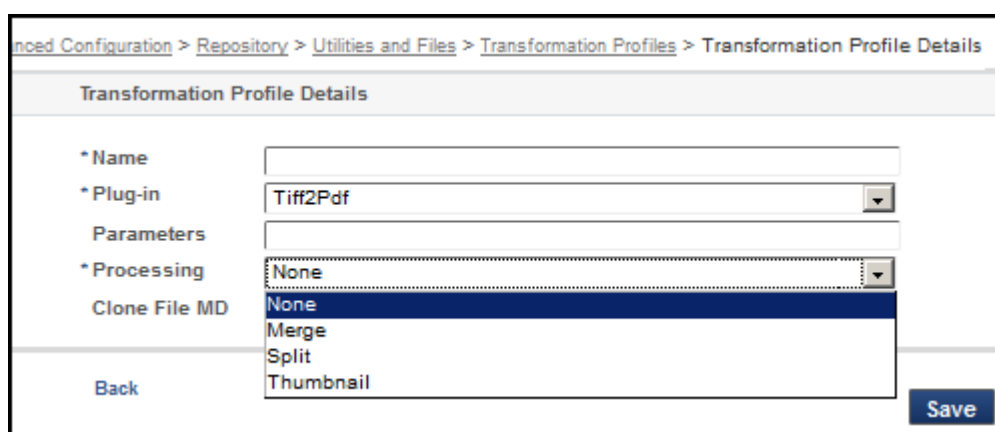 nced Configuration > Repository > Utilities and Files > Transformation Profiles > Transformation Profile Details
Transformation Profile Details
* Name
* Plug-in Tiff2Pdf
Parameters
* Processing None
Clone File MD None
Merge
Split
Thumbnail
Back
Save